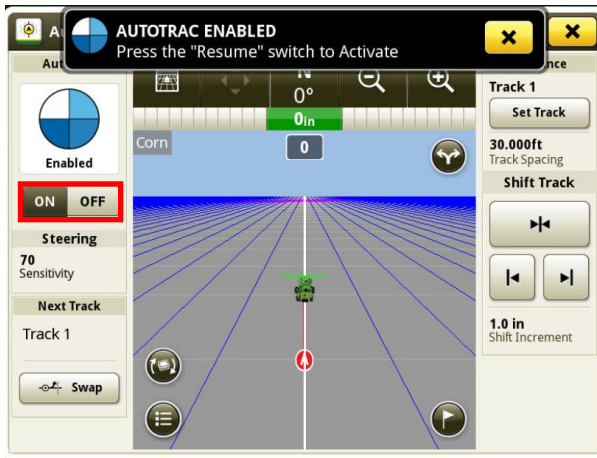 AUTOTRAC ENABLED
Press the "Resume" switch to Activate
Enabled
ON OFF
Steering
70
Sensitivity
Next Track
Track 1
Swap
N
0°
0in
Corn
0
Track 1
Set Track
30.000ft
Track Spacing
Shift Track
1.0 in
Shift Increment